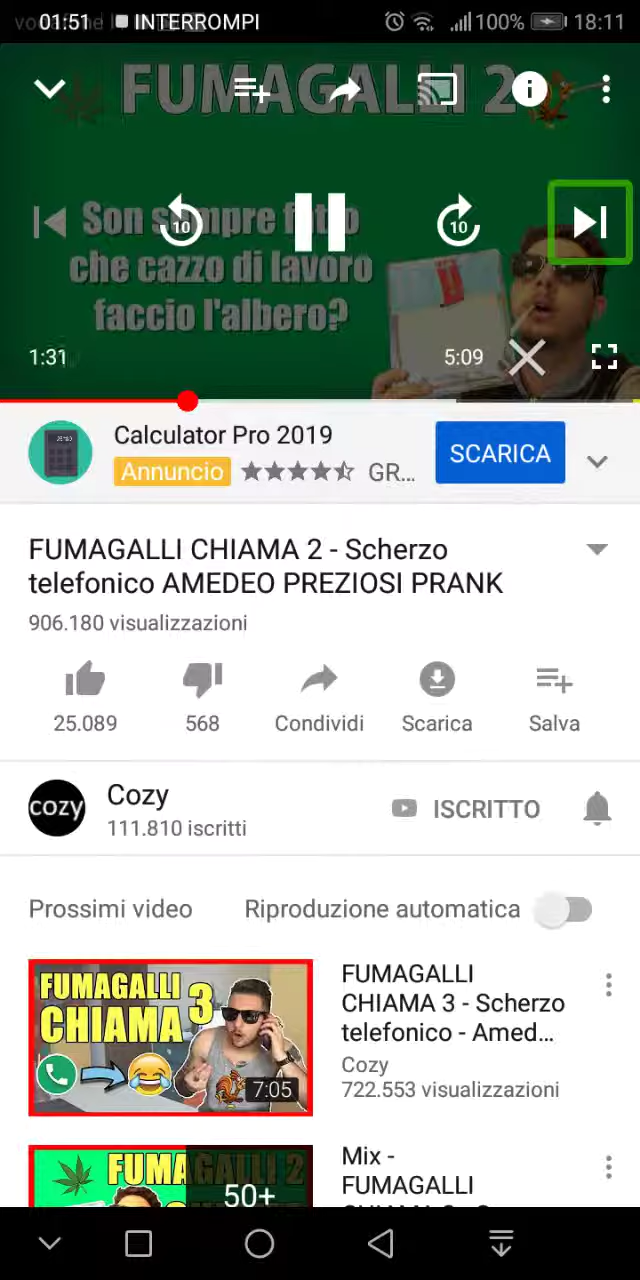 01:51 INTERROMPI 100% 18:11
FUMAGALLI 2
Son sempre fatto
che cazzo di lavoro
faccio l'albero?
10
10
1:31 5:09
Calculator Pro 2019
Annuncio GR...
SCARICA
FUMAGALLI CHIAMA 2 - Scherzo
telefonico AMEDEO PREZIOSI PRANK
906.180 visualizzazioni
25.089 568 Condividi Scarica Salva
cozy
Cozy
111.810 iscritti
ISCRITTO
Prossimi video Riproduzione automatica
FUMAGALLI
CHIAMA 3
7:05
FUMAGALLI
CHIAMA 3 - Scherzo
telefonico - Amed...
Cozy
722.553 visualizzazioni
FUMAGALLI 2
50+
Mix -
FUMAGALLI